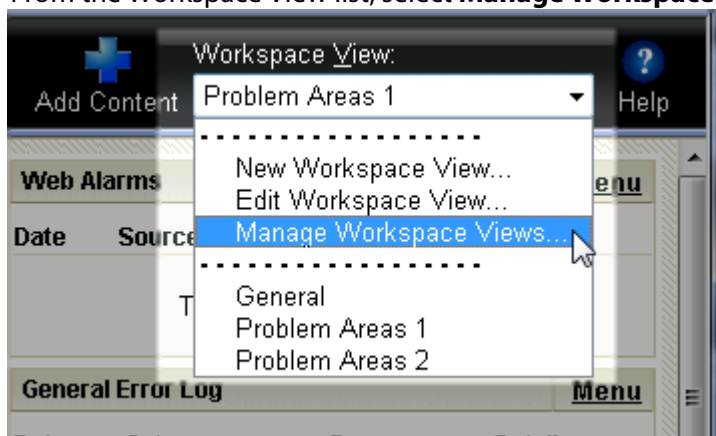 From the Workspace View list, select Manage Workspace
Workspace View:
Add Content
Problem Areas 1
Help
New Workspace View...
Web Alarms
Edit Workspace View...
Date Source
Manage Workspace Views...
General
Problem Areas 1
Problem Areas 2
General Error Log
Menu